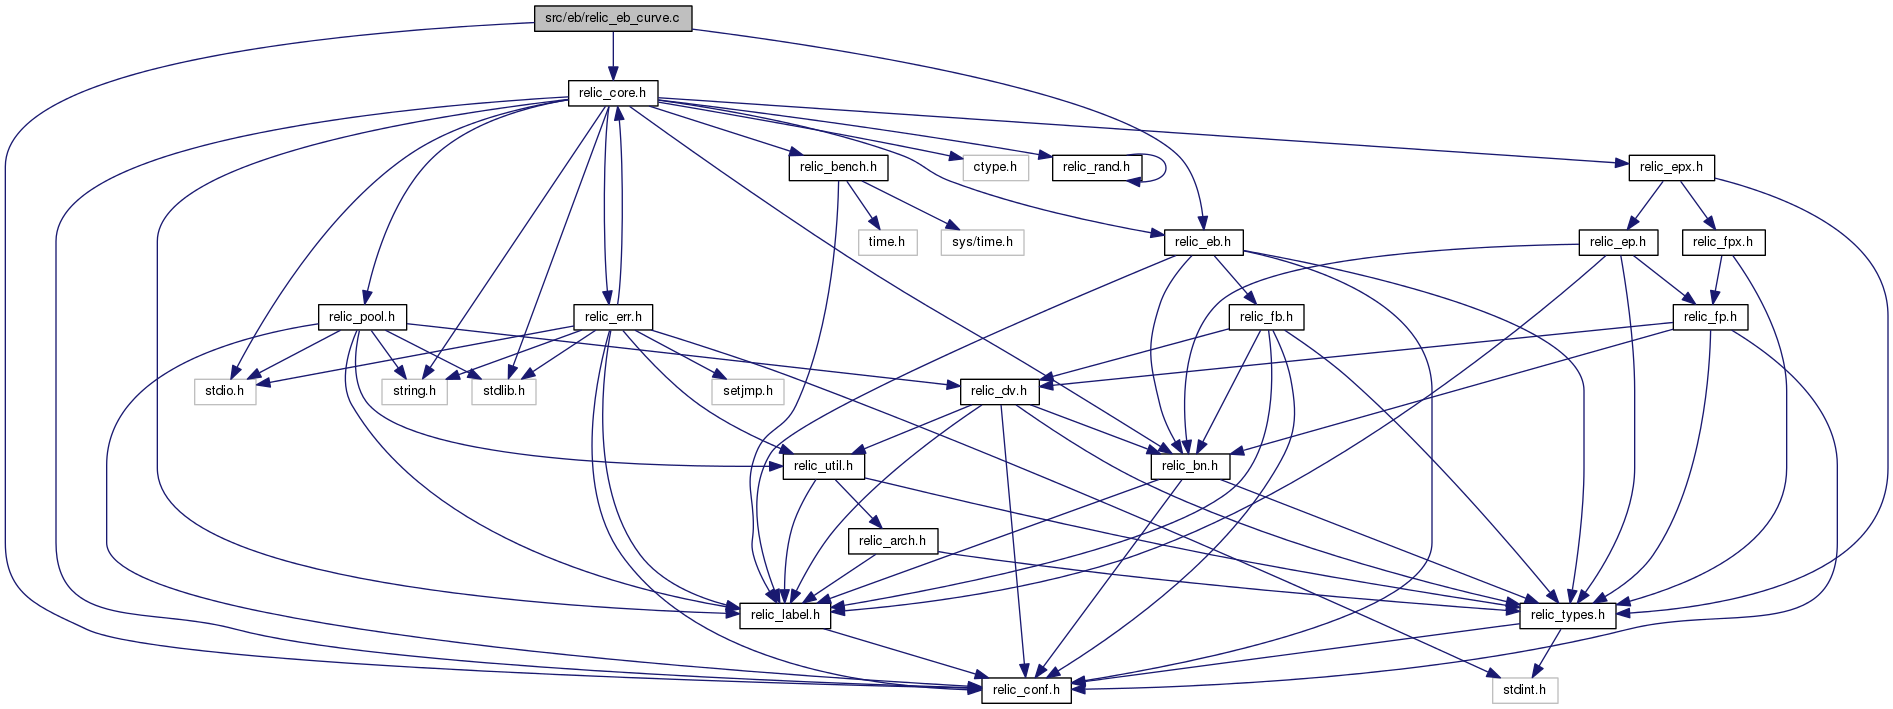 src/eb/relic_eb_curve.c
relic_core.h
relic_bench.h
ctype.h
relic_rand.h
relic_epx.h
time.h
sys/time.h
relic_eb.h
relic_ep.h
relic_fpx.h
relic_pool.h
relic_err.h
relic_fb.h
relic_fp.h
stdio.h
string.h
stdlib.h
setjmp.h
relic_dv.h
relic_util.h
relic_bn.h
relic_arch.h
relic_label.h
relic_types.h
relic_conf.h
stdint.h